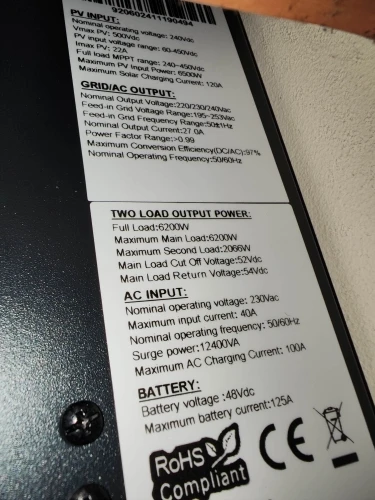 920602411190494
PV INPUT:
Nominal operating voltage: 240Vdc
Vmax PV: 500Vdc
PV input voltage range: 60-450Vdc
Imax PV: 22A
Full load MPPT range: 240~450Vdc
Maximum PV Input Power: 6500W
Maximum Solar Charging Current: 120A
GRID/AC OUTPUT:
Nominal Output Voltage:220/230/240Vac
Feed-in Grid Voltage Range:195~253Vac
Feed-in Grid Frequency Range:50±1Hz
Nominal Output Current:27.0A
Power Factor Range:>0.99
Maximum Conversion Efficiency(DC/AC):97%
Nominal Operating Frequency:50/60Hz
TWO LOAD OUTPUT POWER:
Full Load:6200W
Maximum Main Load:6200W
Maximum Second Load:2066W
Main Load Cut Off Voltage:52Vdc
Main Load Return Voltage:54Vdc
AC INPUT:
Nominal operating voltage: 230Vac
Maximum input current: 40A
Nominal operating frequency: 50/60Hz
Surge power:12400VA
Maximum AC Charging Current: 100A
BATTERY:
Battery voltage :48Vdc
Maximum battery current:125A
RoHS
Compliant
CE